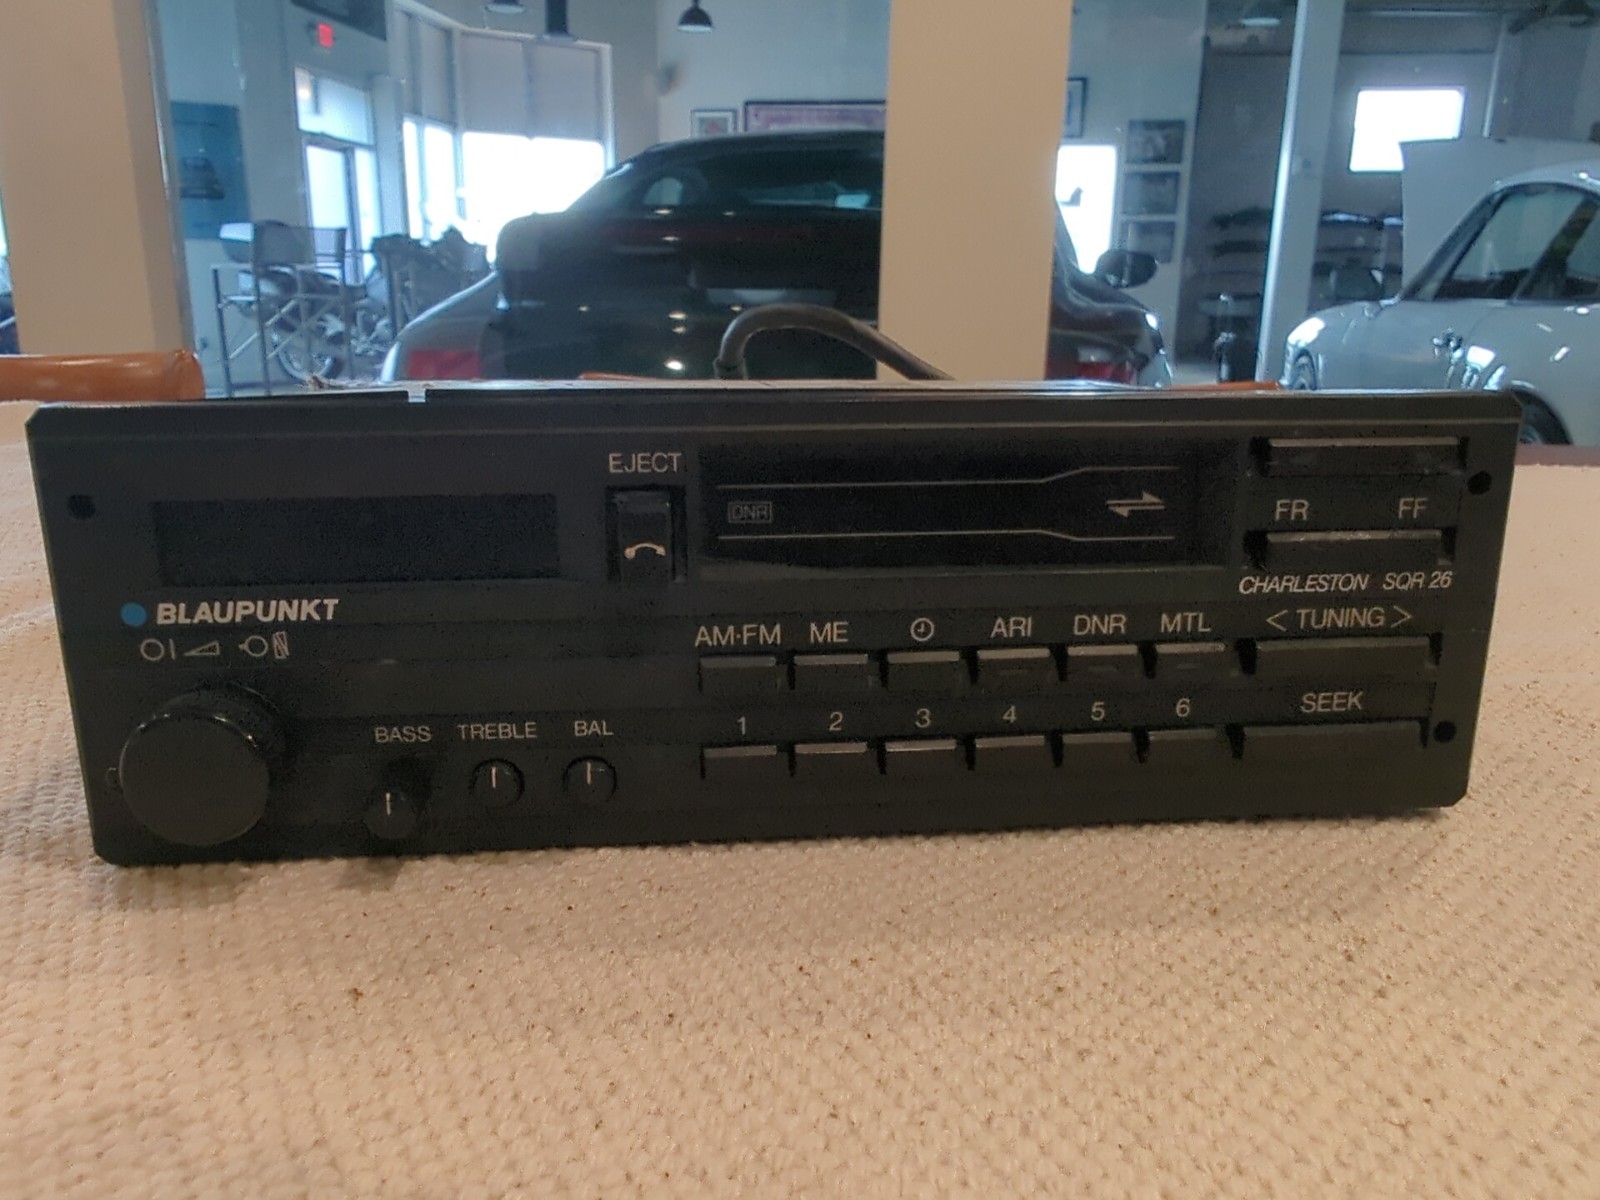 EJECT
DNR
FR FF
CHARLESTON SQR 26
BLAUPUNKT
AM·FM ME ARI DNR MTL < TUNING >
BASS TREBLE BAL
1 2 3 4 5 6 SEEK